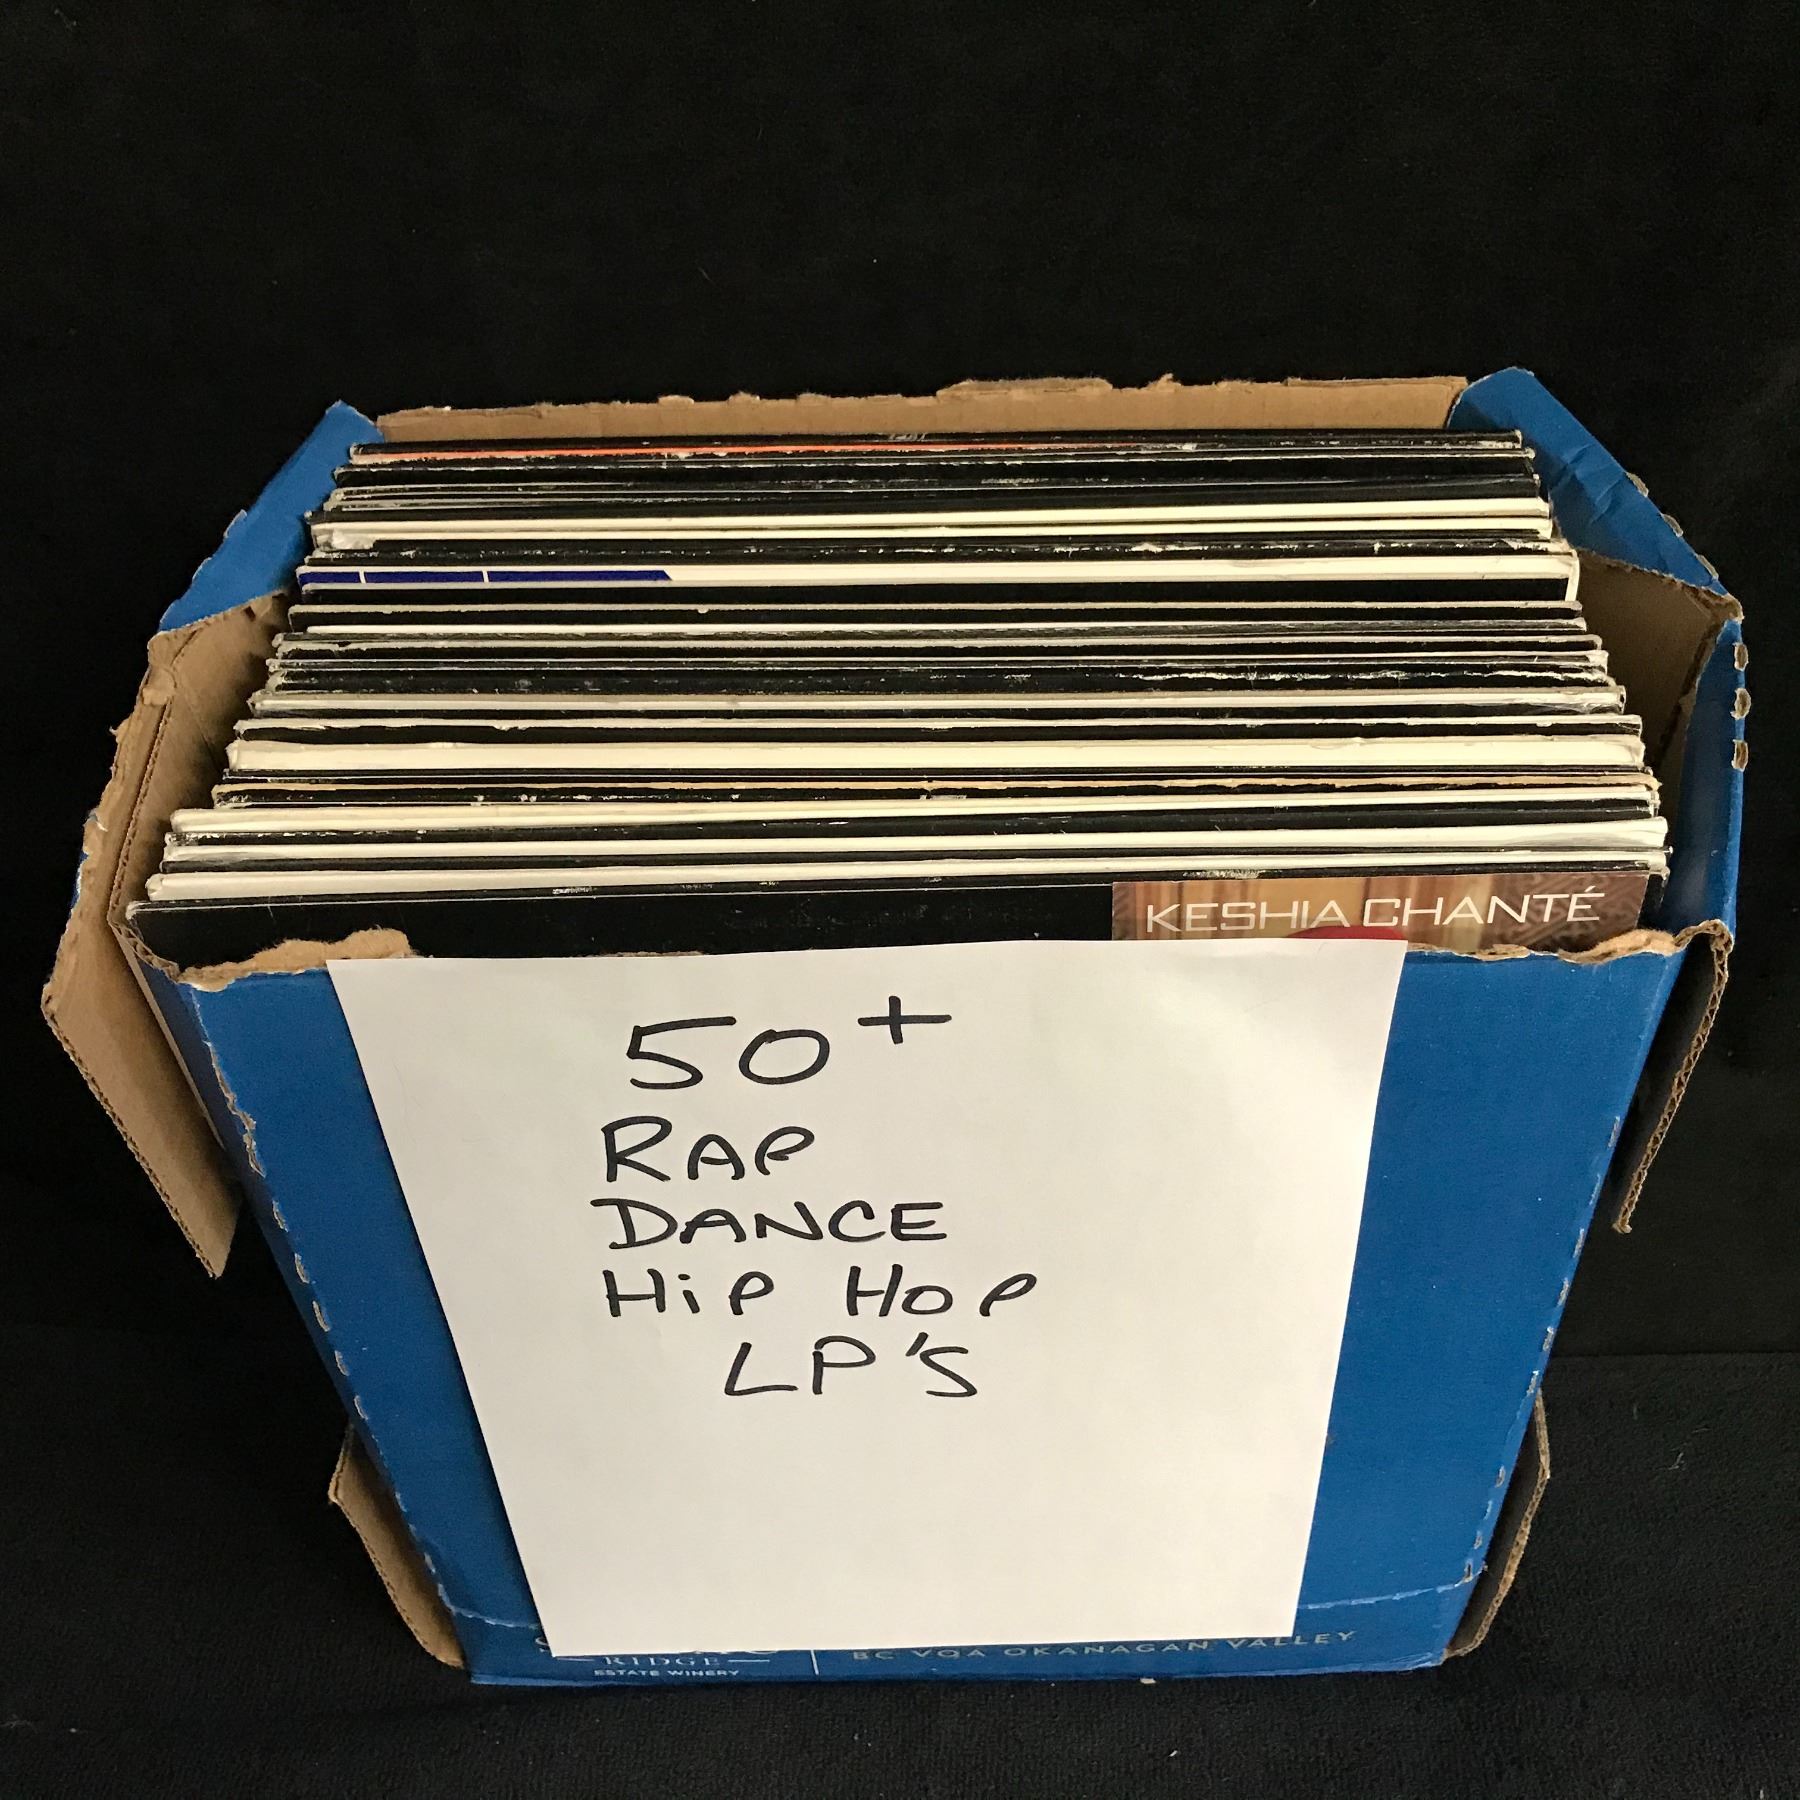 KESHIA CHANTÉ
50+
RAP
DANCE
HiP HOP
LP'S
RIDGE
ESTATE WINERY
BC VQA OKANAGAN VALLEY